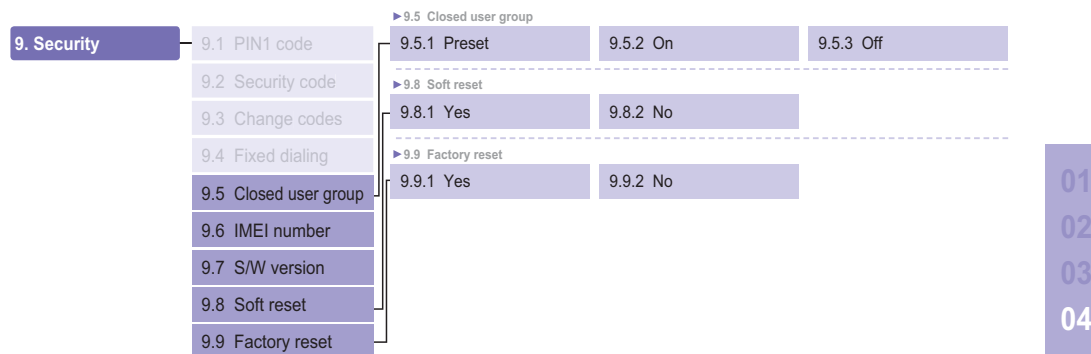 9. Security
9.1 PIN1 code
9.2 Security code
9.3 Change codes
9.4 Fixed dialing
9.5 Closed user group
9.6 IMEI number
9.7 S/W version
9.8 Soft reset
9.9 Factory reset
►9.5 Closed user group
9.5.1 Preset
9.5.2 On
9.5.3 Off
►9.8 Soft reset
9.8.1 Yes
9.8.2 No
►9.9 Factory reset
9.9.1 Yes
9.9.2 No
01
02
03
04